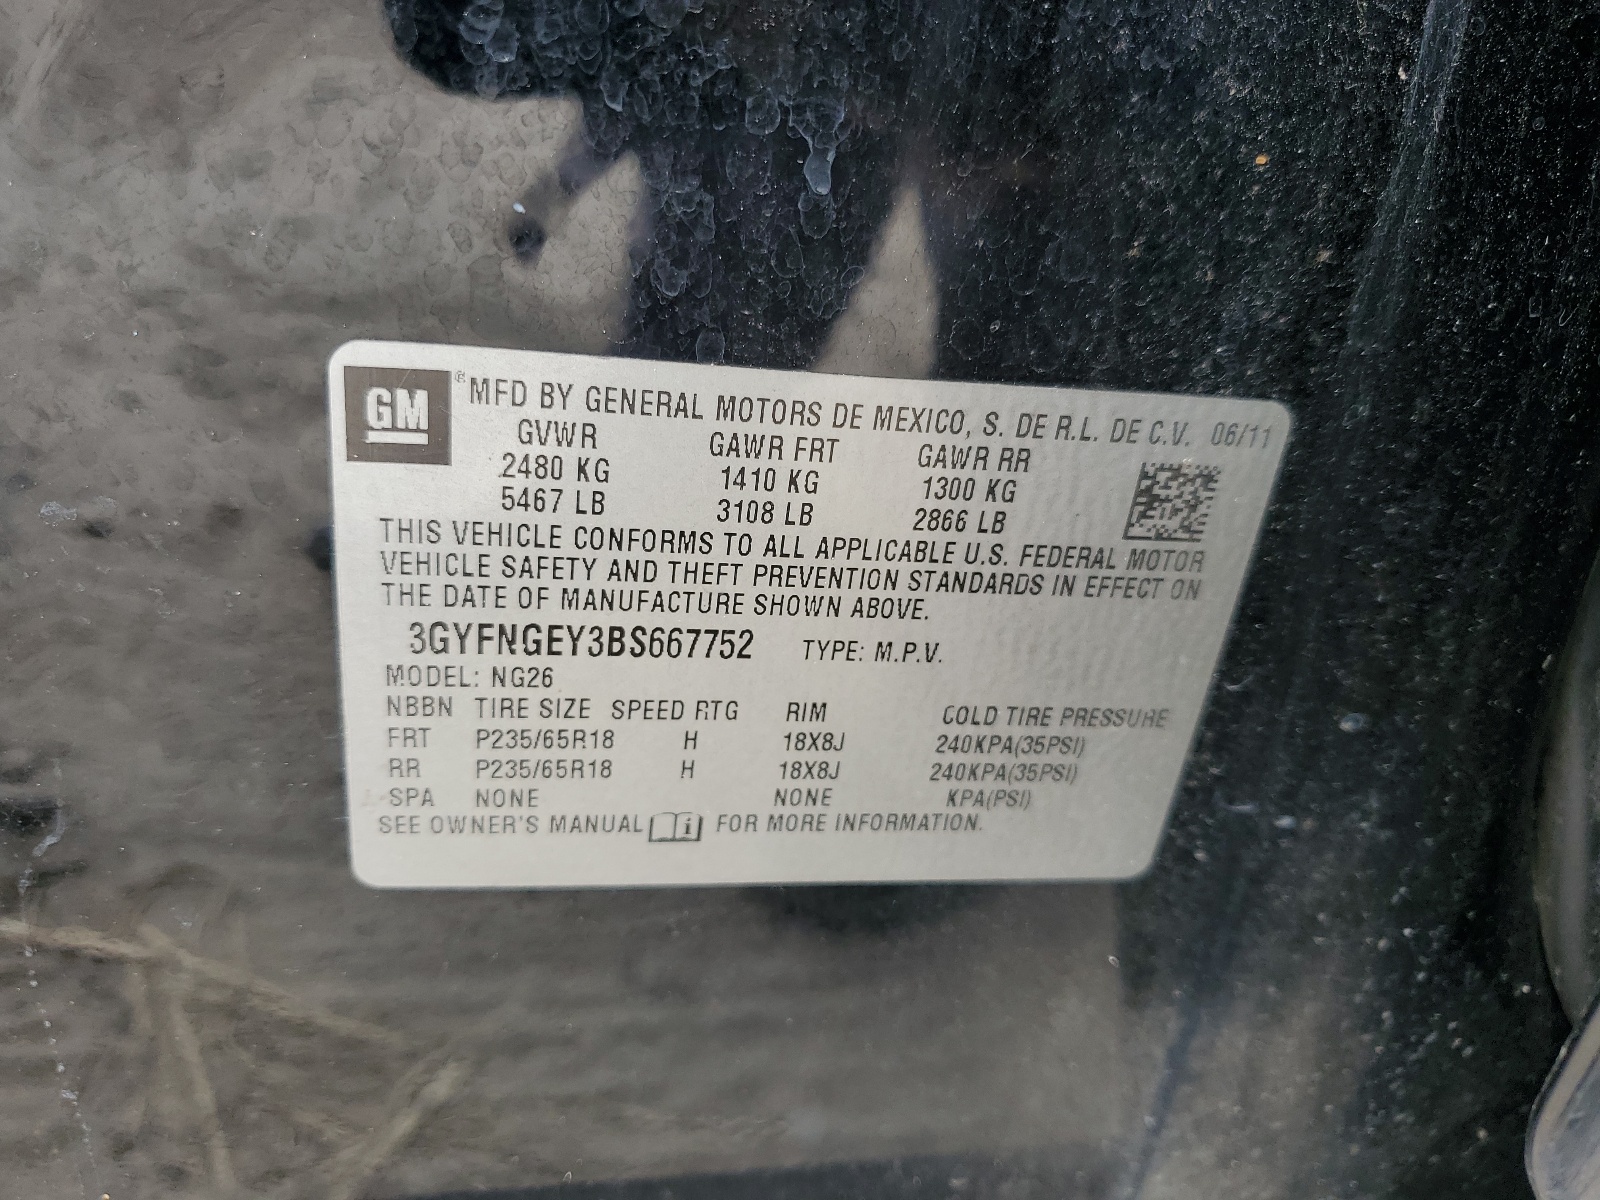 GM ® MFD BY GENERAL MOTORS DE MEXICO, S. DE R.L. DE C.V. 06/11
GVWR GAWR FRT GAWR RR
2480 KG 1410 KG 1300 KG
5467 LB 3108 LB 2866 LB
THIS VEHICLE CONFORMS TO ALL APPLICABLE U.S. FEDERAL MOTOR
VEHICLE SAFETY AND THEFT PREVENTION STANDARDS IN EFFECT ON
THE DATE OF MANUFACTURE SHOWN ABOVE.
3GYFNGEY3BS667752 TYPE: M.P.V.
MODEL: NG26
NBBN TIRE SIZE SPEED RTG RIM COLD TIRE PRESSURE
FRT P235/65R18 H 18X8J 240KPA(35PSI)
RR P235/65R18 H 18X8J 240KPA(35PSI)
SPA NONE NONE KPA(PSI)
SEE OWNER'S MANUAL i FOR MORE INFORMATION.